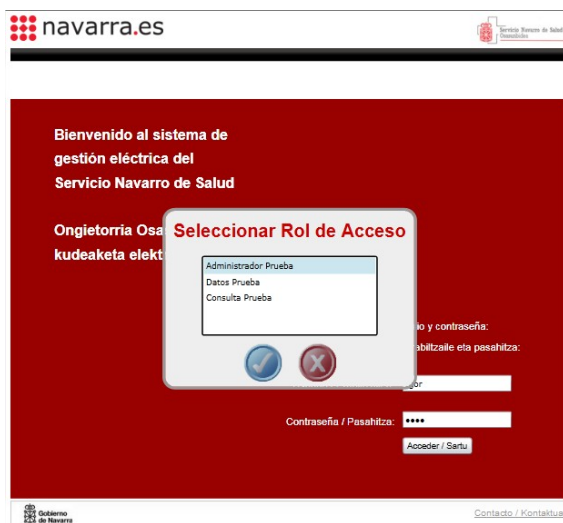 navarra.es
Servicio Navarro de Salud
Osasunbidea
Bienvenido al sistema de
gestión eléctrica del
Servicio Navarro de Salud
Ongietorria Osa
kudeaketa elekt
Seleccionar Rol de Acceso
Administrador Prueba
Datos Prueba
Consulta Prueba
io y contraseña:
abiltzaile eta pasahitza:
Contraseña / Pasahitza:
Acceder / Sartu
Gobierno
de Navarra
Contacto / Kontaktua